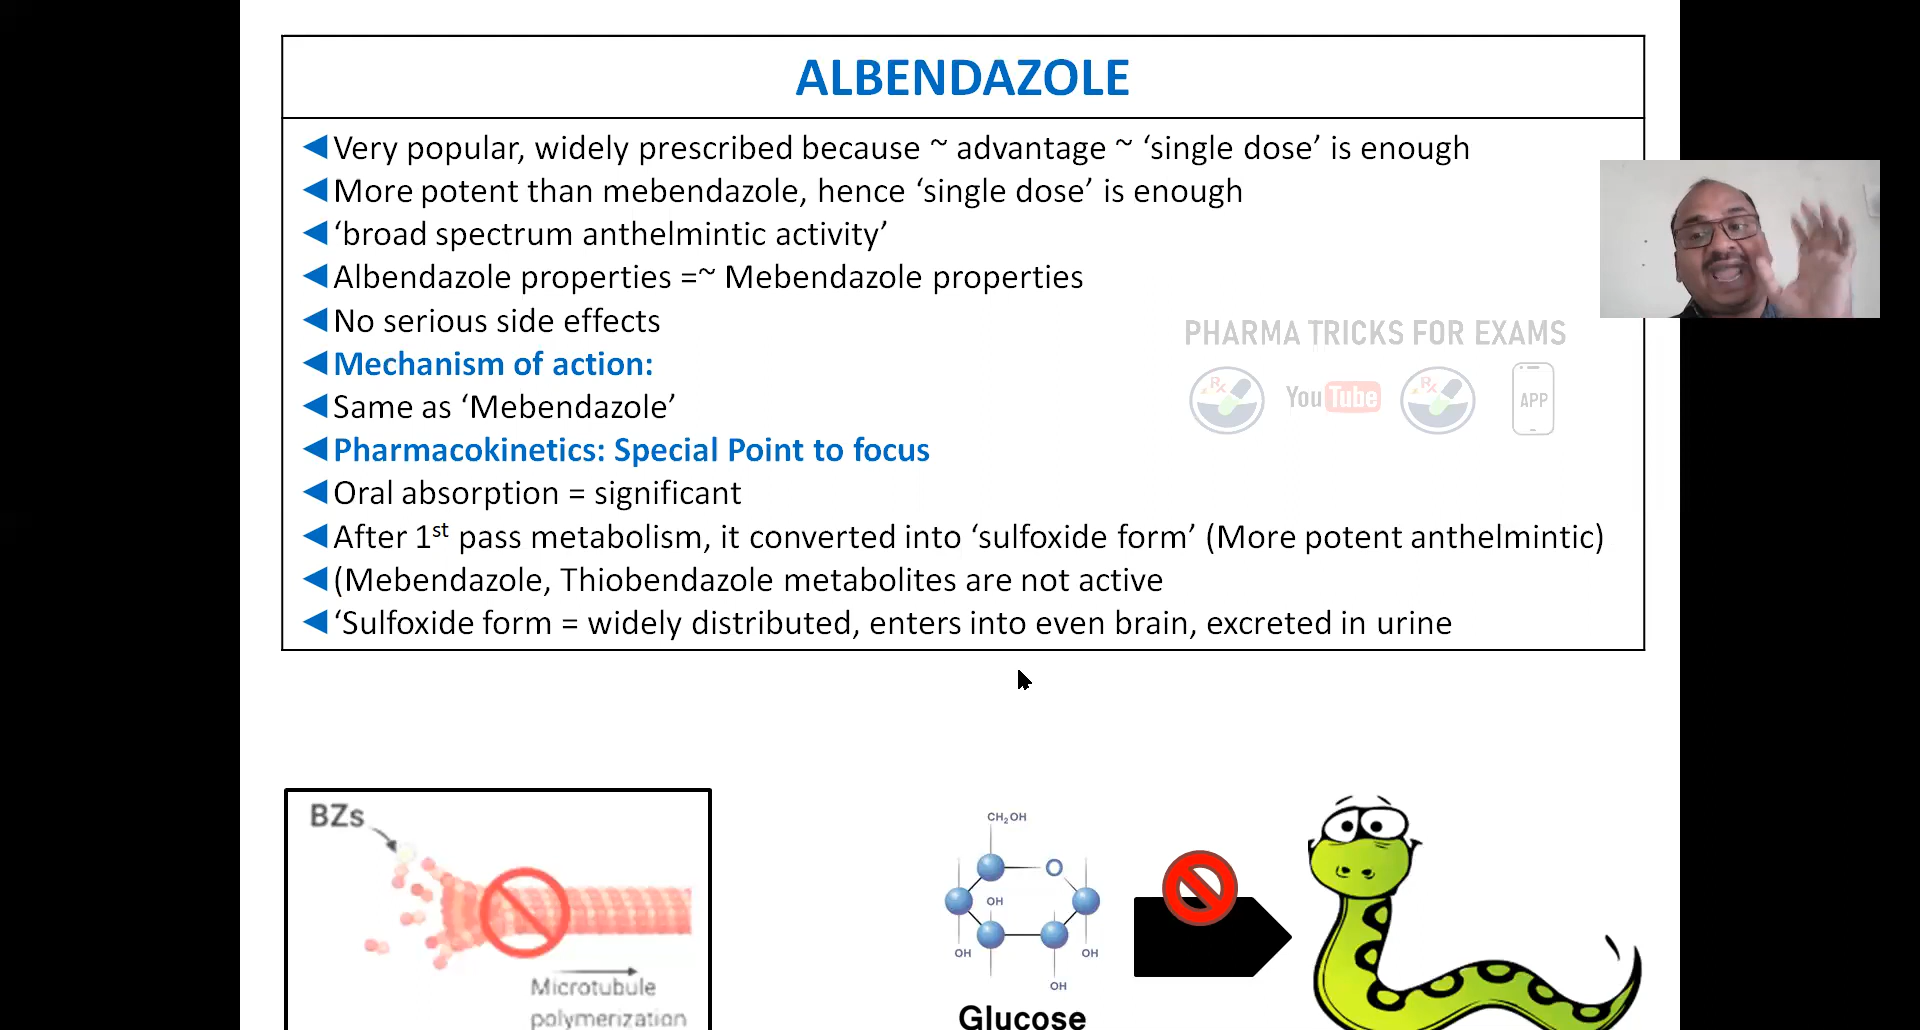 ALBENDAZOLE
Very popular, widely prescribed because ~ advantage ~ ‘single dose’ is enough
More potent than mebendazole, hence ‘single dose’ is enough
‘broad spectrum anthelmintic activity’
Albendazole properties =~ Mebendazole properties
No serious side effects
Mechanism of action:
Same as ‘Mebendazole’
Pharmacokinetics: Special Point to focus
Oral absorption = significant
After 1st pass metabolism, it converted into ‘sulfoxide form’ (More potent anthelmintic)
(Mebendazole, Thiobendazole metabolites are not active
‘Sulfoxide form = widely distributed, enters into even brain, excreted in urine
PHARMA TRICKS FOR EXAMS
Rx
YouTube
Rx
APP
BZs
Microtubule
polymerization
CH2OH
O
OH
OH
OH
OH
Glucose